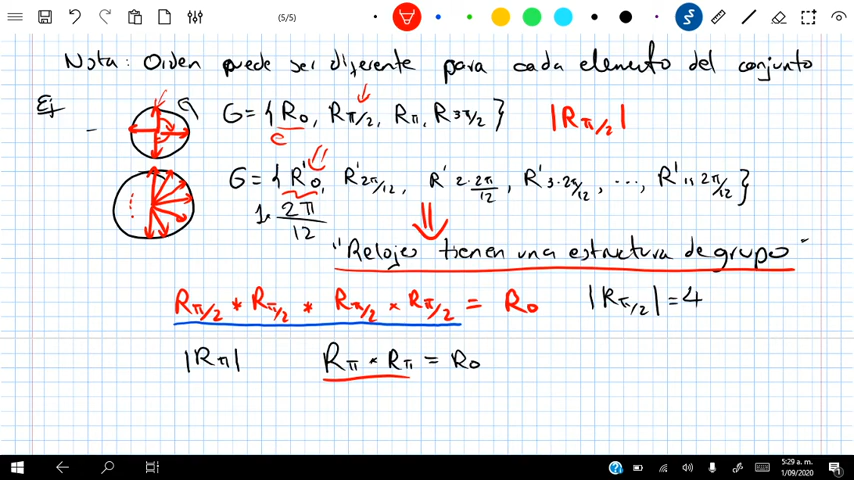 (5/5)
Nota: Orden puede ser diferente para cada elemento del conjunto
Ej
G = { R0, Rπ/2, Rπ, R3π/2 } |Rπ/2|
e
G = { R'0, R'2π/12, R'2·2π/12, R'3·2π/12, ..., R'11 2π/12 }
2π/12
"Reloje tienen una estructura de grupo"
Rπ/2 * Rπ/2 * Rπ/2 * Rπ/2 = R0 |Rπ/2| = 4
|Rπ| Rπ * Rπ = R0
5:29 a. m.
1/09/2020